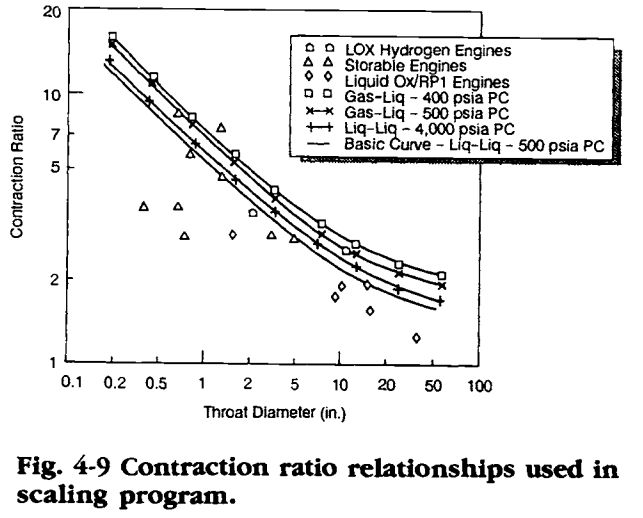 20
10
7
5
2
1
Contraction Ratio
LOX Hydrogen Engines
Storable Engines
Liquid Ox/RP1 Engines
Gas-Liq - 400 psia PC
Gas-Liq - 500 psia PC
Liq-Liq - 4,000 psia PC
Basic Curve - Liq-Liq - 500 psia PC
0.1 0.2 0.5 1 2 5 10 20 50 100
Throat Diameter (in.)
Fig. 4-9 Contraction ratio relationships used in
scaling program.